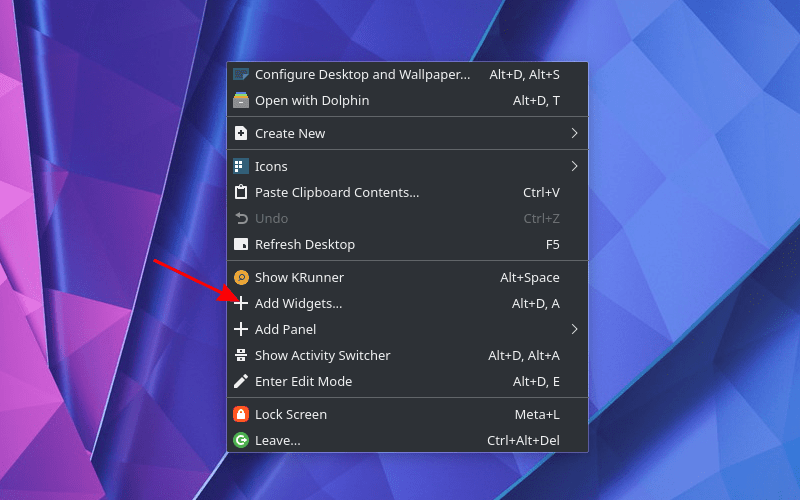 Configure Desktop and Wallpaper... Alt+D, Alt+S
Open with Dolphin Alt+D, T
Create New
Icons
Paste Clipboard Contents... Ctrl+V
Undo Ctrl+Z
Refresh Desktop F5
Show KRunner Alt+Space
Add Widgets... Alt+D, A
Add Panel
Show Activity Switcher Alt+D, Alt+A
Enter Edit Mode Alt+D, E
Lock Screen Meta+L
Leave... Ctrl+Alt+Del